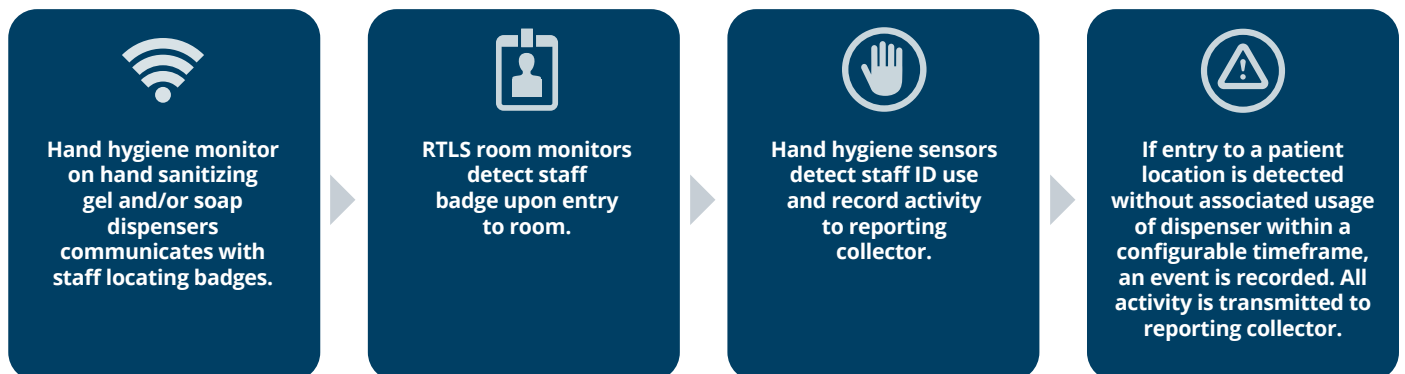 Hand hygiene monitor
on hand sanitizing
gel and/or soap
dispensers
communicates with
staff locating badges.
RTLS room monitors
detect staff
badge upon entry
to room.
Hand hygiene sensors
detect staff ID use
and record activity
to reporting
collector.
If entry to a patient
location is detected
without associated usage
of dispenser within a
configurable timeframe,
an event is recorded. All
activity is transmitted to
reporting collector.